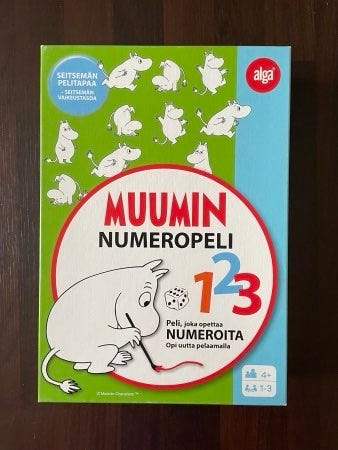 SEITSEMÄN
PELITAPAA
– SEITSEMÄN
VAIKEUSTASOA
alga
MUUMIN
NUMEROPELI
123
Peli, joka opettaa
NUMEROITA
Opi uutta pelaamalla
4+
1-3
© Moomin Characters ™